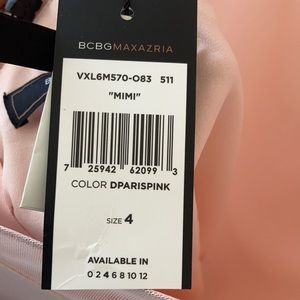 BCBGMAXAZRIA
VXL6M570-O83 511
"MIMI"
7 25942 62099 3
COLOR DPARISPINK
SIZE 4
AVAILABLE IN
0 2 4 6 8 10 12